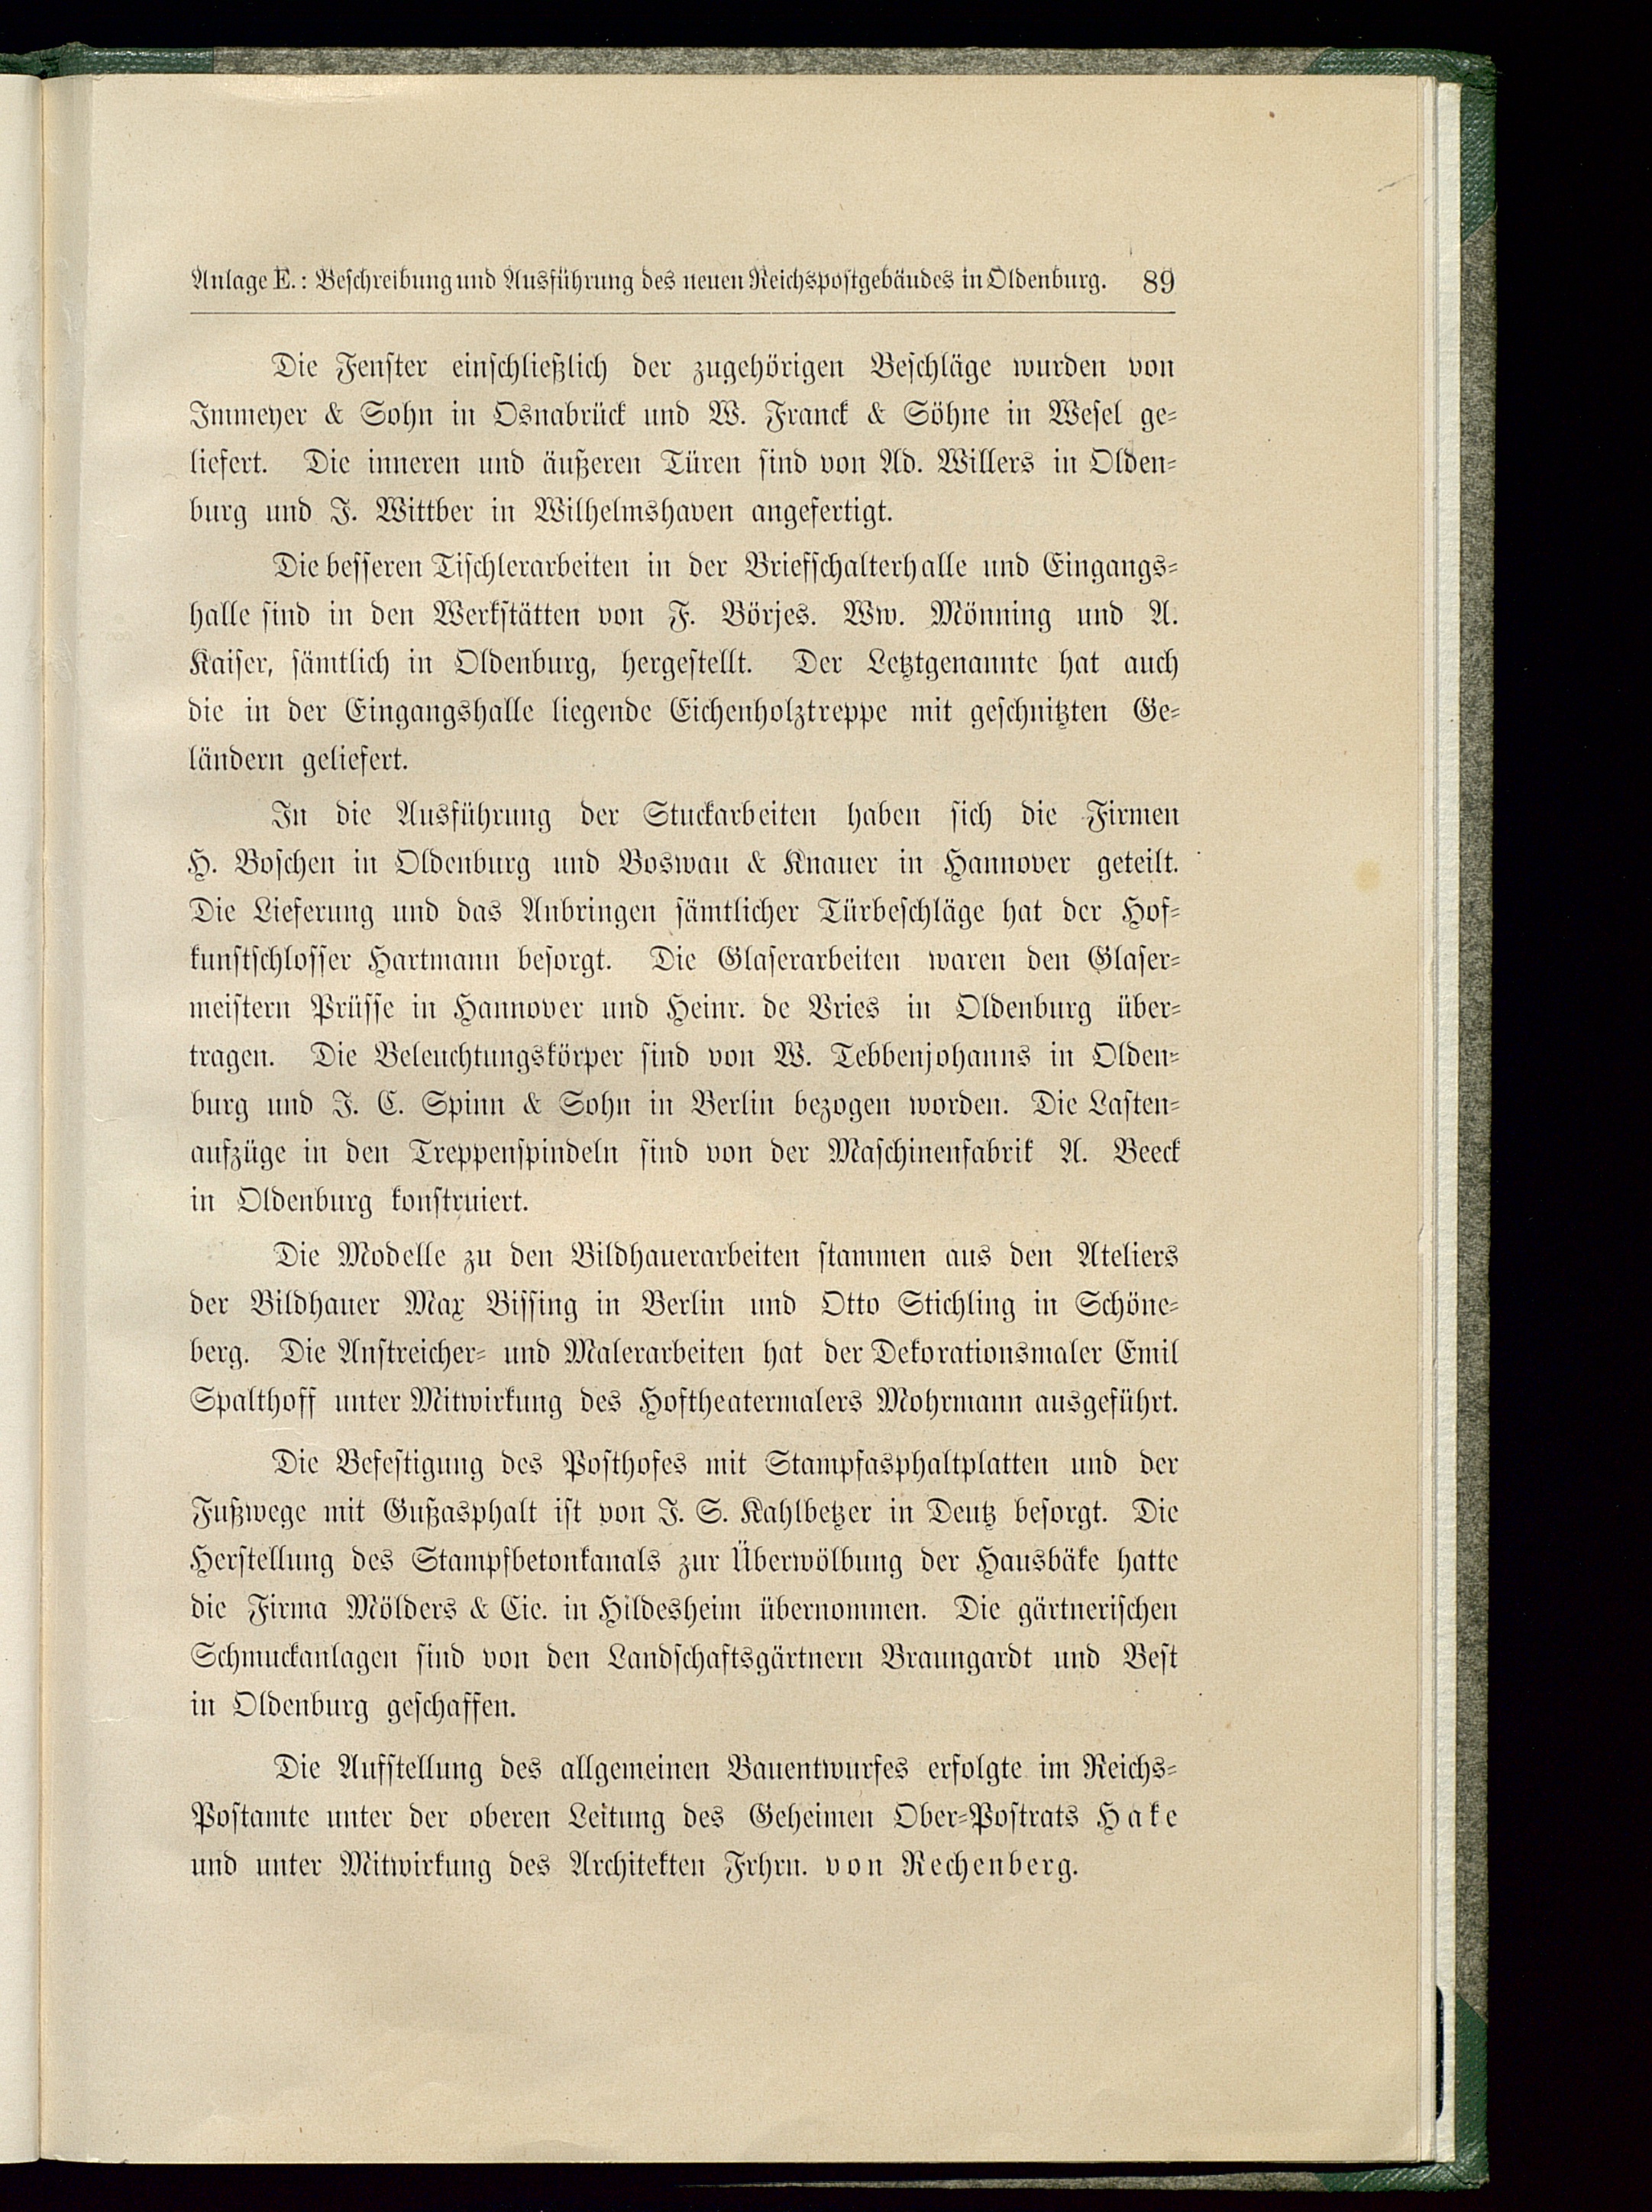 Anlage E.: Beschreibung und Ausführung des neuen Reichspostgebäudes in Oldenburg. 89
Die Fenster einschließlich der zugehörigen Beschläge wurden von
Immeyer & Sohn in Osnabrück und W. Franck & Söhne in Wesel ge-
liefert. Die inneren und äußeren Türen sind von Ad. Willers in Olden-
burg und J. Wittber in Wilhelmshaven angefertigt.
Die besseren Tischlerarbeiten in der Briefschalterhalle und Eingangs-
halle sind in den Werkstätten von F. Börjes. Ww. Mönning und A.
Kaiser, sämtlich in Oldenburg, hergestellt. Der Letztgenannte hat auch
die in der Eingangshalle liegende Eichenholztreppe mit geschnitzten Ge-
ländern geliefert.
In die Ausführung der Stuckarbeiten haben sich die Firmen
H. Boschen in Oldenburg und Boswau & Knauer in Hannover geteilt.
Die Lieferung und das Anbringen sämtlicher Türbeschläge hat der Hof-
kunstschlosser Hartmann besorgt. Die Glaserarbeiten waren den Glaser-
meistern Prüsse in Hannover und Heinr. de Vries in Oldenburg über-
tragen. Die Beleuchtungskörper sind von W. Tebbenjohanns in Olden-
burg und J. C. Spinn & Sohn in Berlin bezogen worden. Die Lasten-
aufzüge in den Treppenspindeln sind von der Maschinenfabrik A. Beeck
in Oldenburg konstruiert.
Die Modelle zu den Bildhauerarbeiten stammen aus den Ateliers
der Bildhauer Max Bissing in Berlin und Otto Stichling in Schöne-
berg. Die Anstreicher- und Malerarbeiten hat der Dekorationsmaler Emil
Spalthoff unter Mitwirkung des Hoftheatermalers Mohrmann ausgeführt.
Die Befestigung des Posthofes mit Stampfasphaltplatten und der
Fußwege mit Gußasphalt ist von J. S. Kahlbetzer in Deutz besorgt. Die
Herstellung des Stampfbetonkanals zur Überwölbung der Hausbäke hatte
die Firma Mölders & Cie. in Hildesheim übernommen. Die gärtnerischen
Schmuckanlagen sind von den Landschaftsgärtnern Braungardt und Best
in Oldenburg geschaffen.
Die Aufstellung des allgemeinen Bauentwurfes erfolgte im Reichs-
Postamte unter der oberen Leitung des Geheimen Ober-Postrats Hake
und unter Mitwirkung des Architekten Frhrn. von Rechenberg.